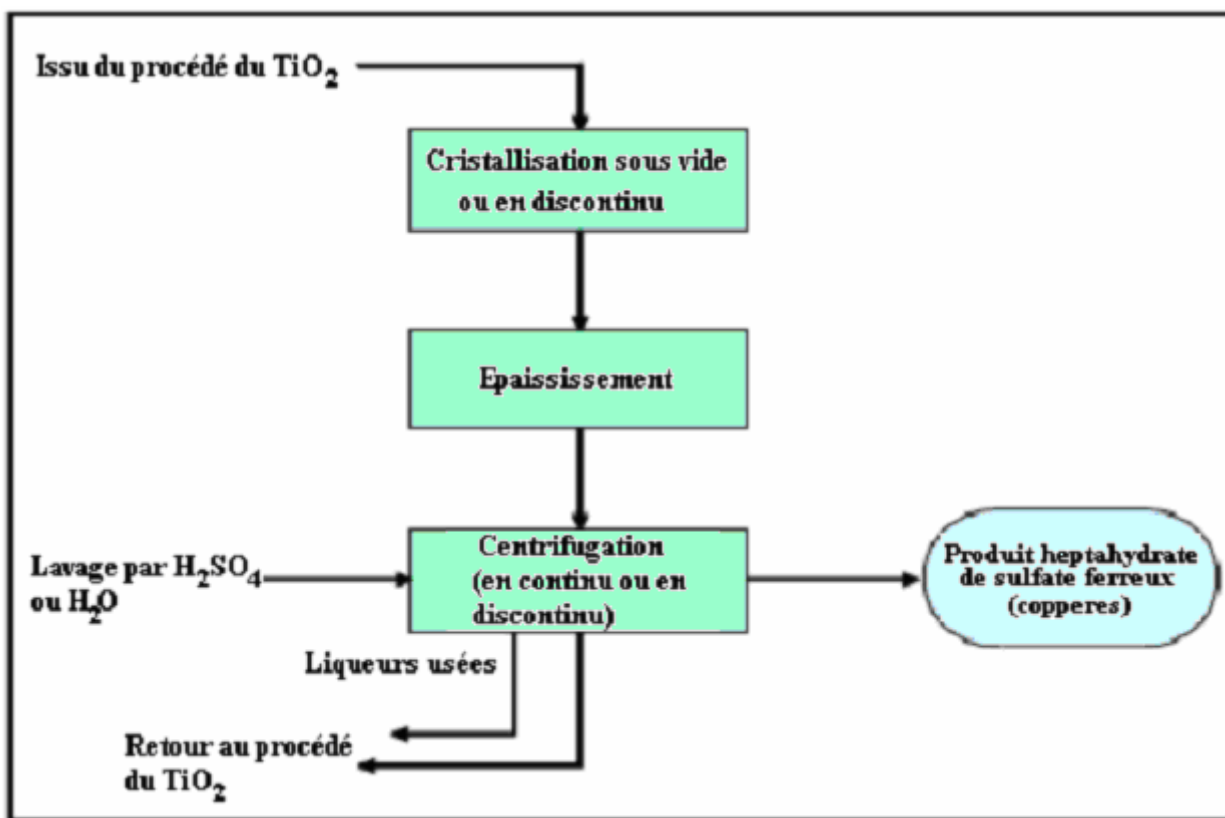 Issu du procédé du TiO₂
Cristallisation sous vide
ou en discontinu
Epaississement
Lavage par H₂SO₄
ou H₂O
Centrifugation
(en continu ou en
discontinu)
Produit heptahydrate
de sulfate ferreux
(copperes)
Liqueurs usées
Retour au procédé
du TiO₂